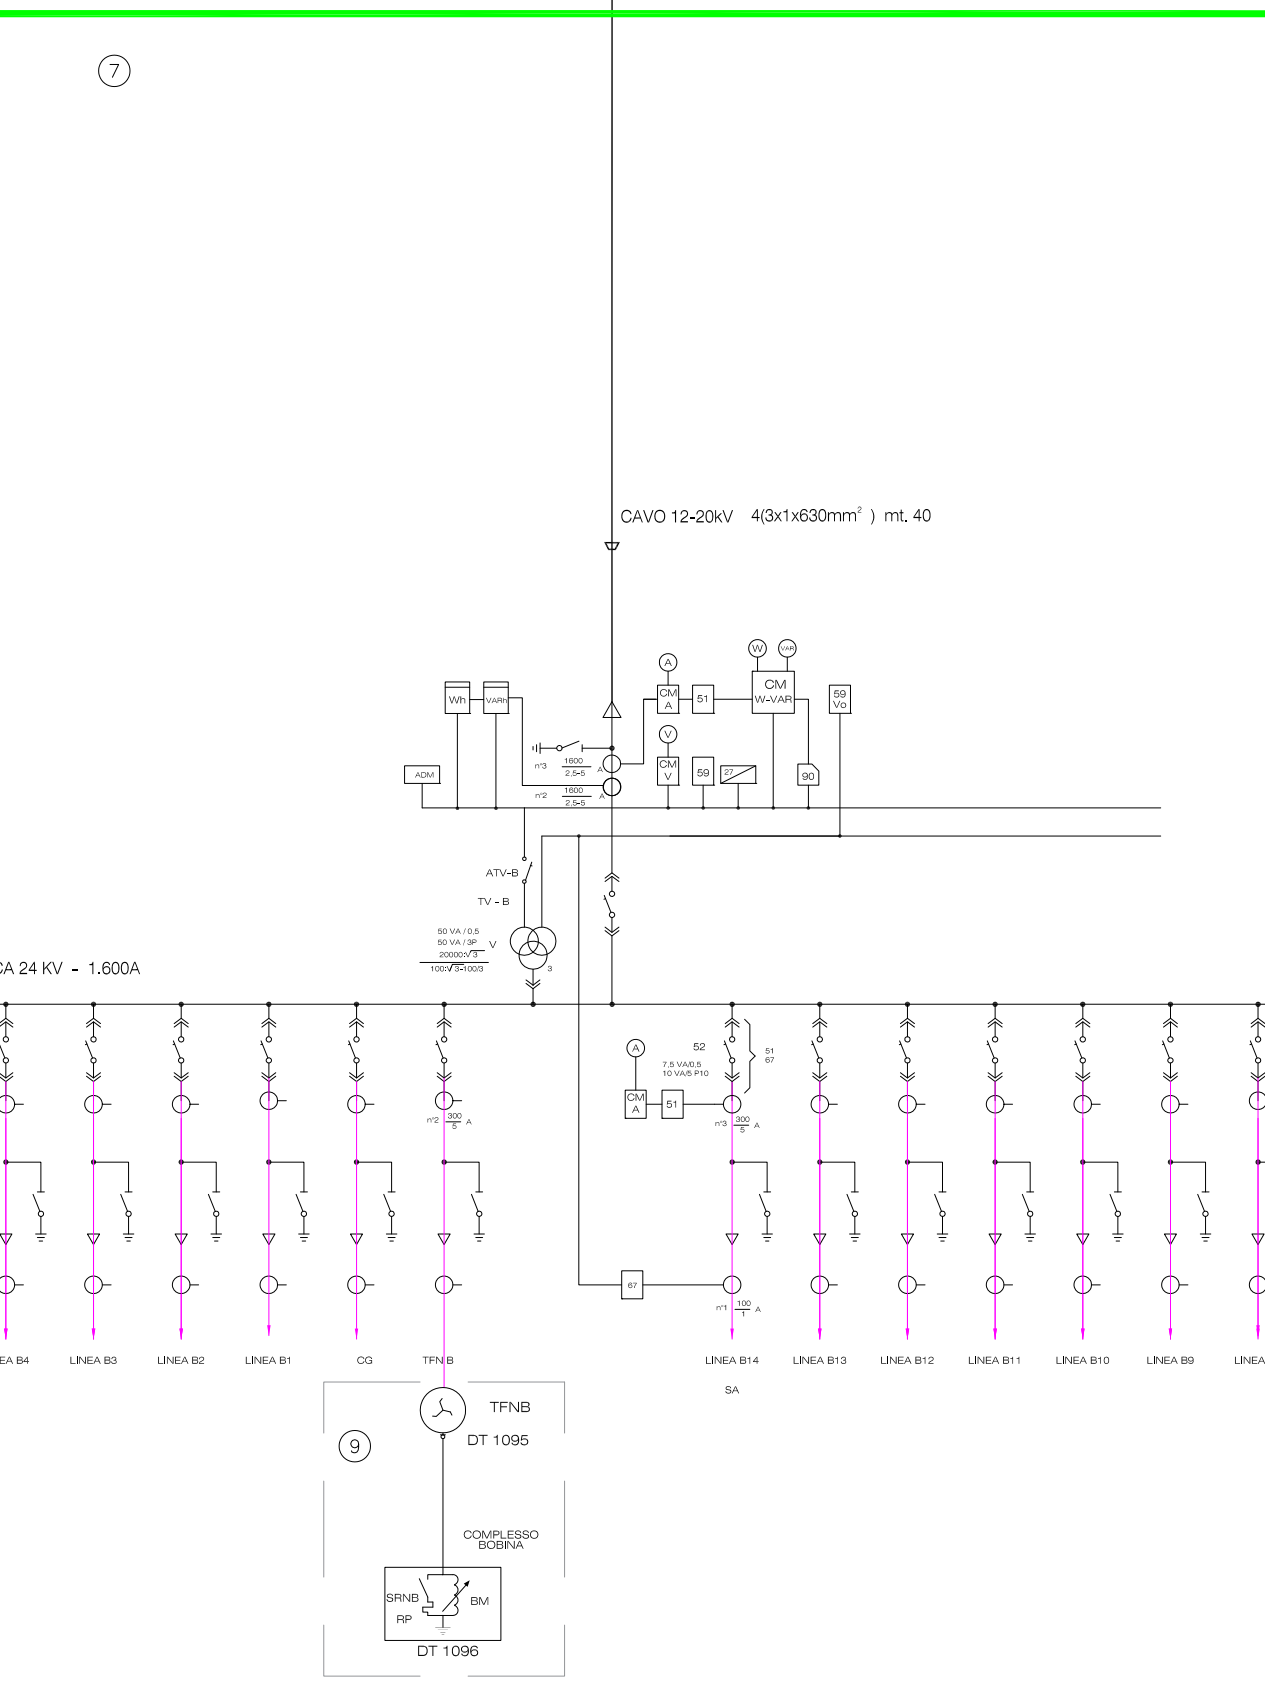 7
CAVO 12-20kV 4(3x1x630mm² ) mt. 40
W VAR
A
CM
A
51
CM
W-VAR
59
Vo
Wh VARh
V
CM
V
59
27
90
ADM
n°3 1600
2,5-5 A
n°2 1600
2,5-5 A
ATV-B
TV - B
50 VA / 0,5
50 VA / 3P
20000:√3 V
100:√3-100/3
3
CA 24 KV - 1.600A
A
52
51
67
7,5 VA/0,5
10 VA/5 P10
CM
A
51
n°2 300
5 A
n°3 300
5 A
67
n°1 100
1 A
EA B4 LINEA B3 LINEA B2 LINEA B1 CG TFN B LINEA B14 LINEA B13 LINEA B12 LINEA B11 LINEA B10 LINEA B9 LINEA
SA
TFNB
DT 1095
9
COMPLESSO
BOBINA
SRNB
RP
BM
DT 1096